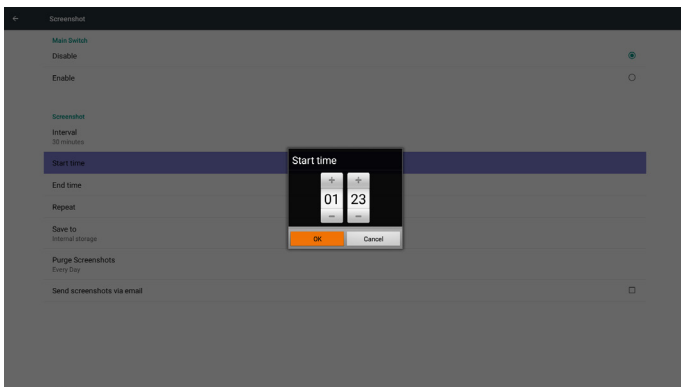 Screenshot
Main Switch
Disable
Enable
Screenshot
Interval
30 minutes
Start time
End time
Repeat
Save to
Internal storage
Purge Screenshots
Every Day
Send screenshots via email
Start time
+ +
01 23
− −
OK Cancel